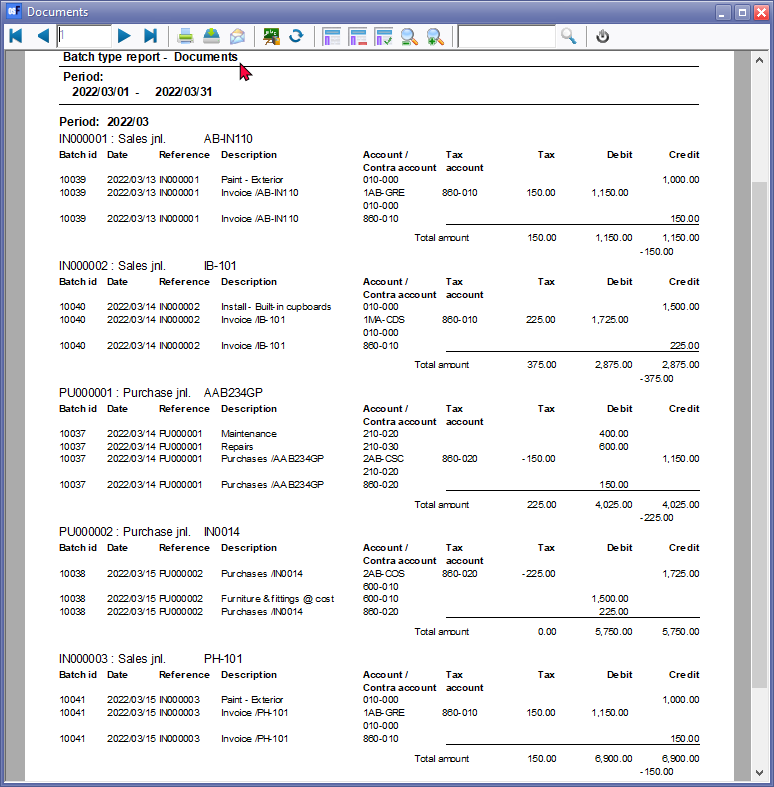 Documents
1
Batch type report - Documents
Period:
2022/03/01 - 2022/03/31
Period: 2022/03
IN000001 : Sales jnl. AB-IN110
Batch id Date Reference Description Account / Tax Tax Debit Credit
Contra account account
10039 2022/03/13 IN000001 Paint - Exterior 010-000 1,000.00
10039 2022/03/13 IN000001 Invoice /AB-IN110 1AB-GRE 860-010 150.00 1,150.00
010-000
10039 2022/03/13 IN000001 Invoice /AB-IN110 860-010 150.00
Total amount 150.00 1,150.00 1,150.00
-150.00
IN000002 : Sales jnl. IB-101
Batch id Date Reference Description Account / Tax Tax Debit Credit
Contra account account
10040 2022/03/14 IN000002 Install - Built-in cupboards 010-000 1,500.00
10040 2022/03/14 IN000002 Invoice /IB-101 1MA-CDS 860-010 225.00 1,725.00
010-000
10040 2022/03/14 IN000002 Invoice /IB-101 860-010 225.00
Total amount 375.00 2,875.00 2,875.00
-375.00
PU000001 : Purchase jnl. AAB234GP
Batch id Date Reference Description Account / Tax Tax Debit Credit
Contra account account
10037 2022/03/14 PU000001 Maintenance 210-020 400.00
10037 2022/03/14 PU000001 Repairs 210-030 600.00
10037 2022/03/14 PU000001 Purchases /AAB234GP 2AB-CSC 860-020 -150.00 1,150.00
210-020
10037 2022/03/14 PU000001 Purchases /AAB234GP 860-020 150.00
Total amount 225.00 4,025.00 4,025.00
-225.00
PU000002 : Purchase jnl. IN0014
Batch id Date Reference Description Account / Tax Tax Debit Credit
Contra account account
10038 2022/03/15 PU000002 Purchases /IN0014 2AB-COS 860-020 -225.00 1,725.00
600-010
10038 2022/03/15 PU000002 Furniture & fittings @ cost 600-010 1,500.00
10038 2022/03/15 PU000002 Purchases /IN0014 860-020 225.00
Total amount 0.00 5,750.00 5,750.00
IN000003 : Sales jnl. PH-101
Batch id Date Reference Description Account / Tax Tax Debit Credit
Contra account account
10041 2022/03/15 IN000003 Paint - Exterior 010-000 1,000.00
10041 2022/03/15 IN000003 Invoice /PH-101 1AB-GRE 860-010 150.00 1,150.00
010-000
10041 2022/03/15 IN000003 Invoice /PH-101 860-010 150.00
Total amount 150.00 6,900.00 6,900.00
-150.00